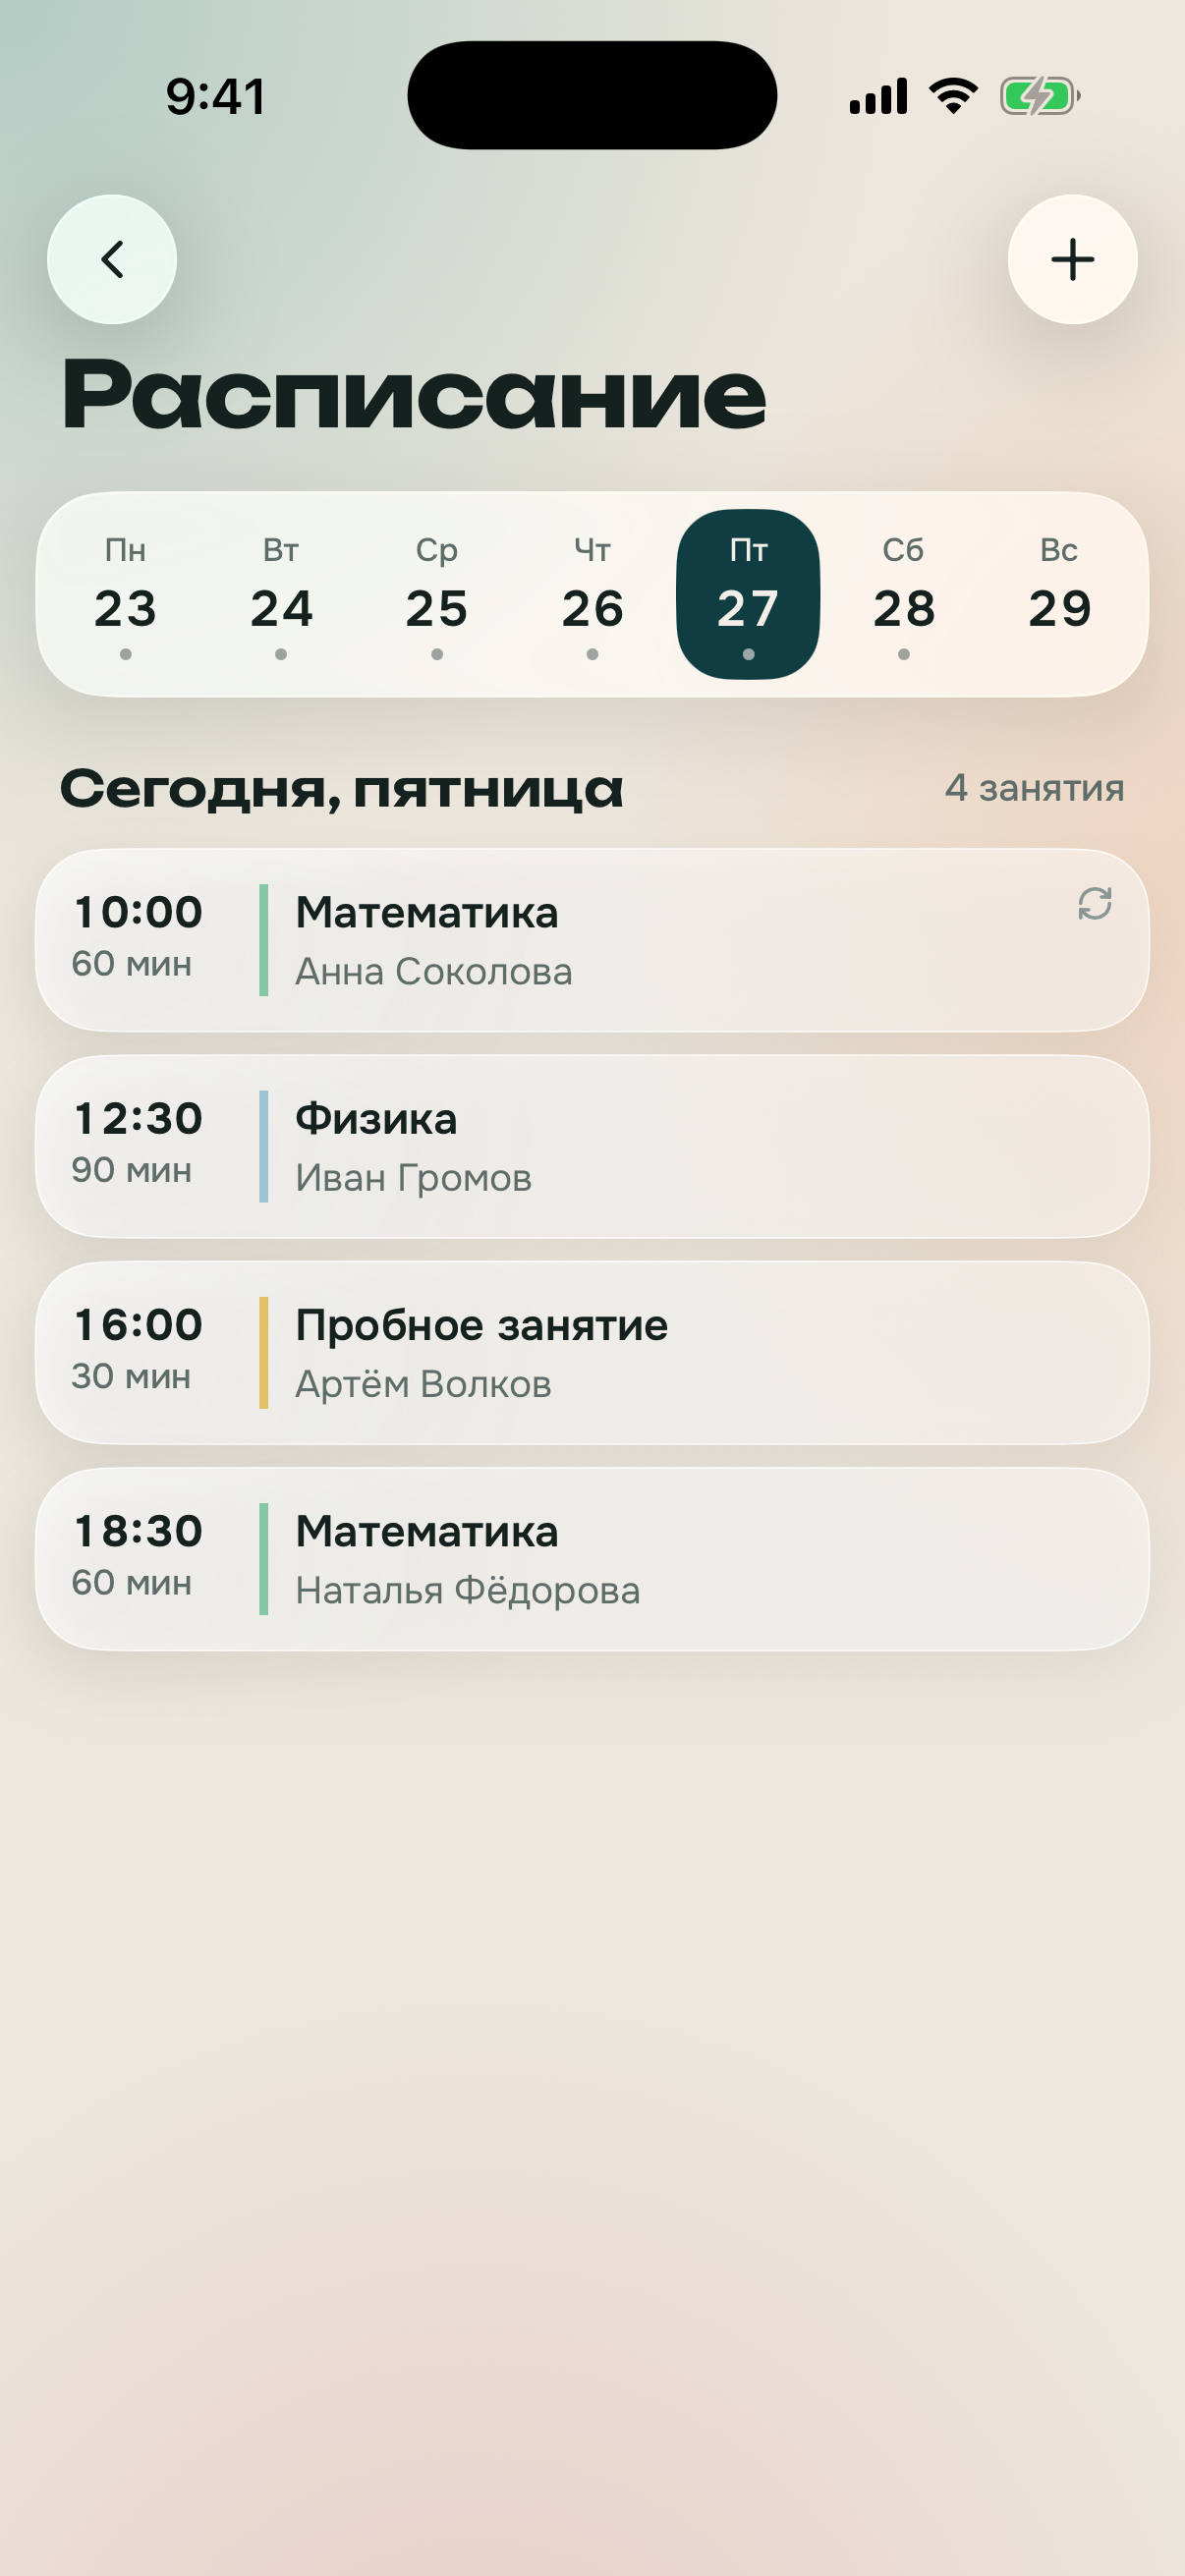 9:41
Расписание
Пн Вт Ср Чт Пт Сб Вс
23 24 25 26 27 28 29
Сегодня, пятница 4 занятия
10:00 Математика
60 мин Анна Соколова
12:30 Физика
90 мин Иван Громов
16:00 Пробное занятие
30 мин Артём Волков
18:30 Математика
60 мин Наталья Фёдорова